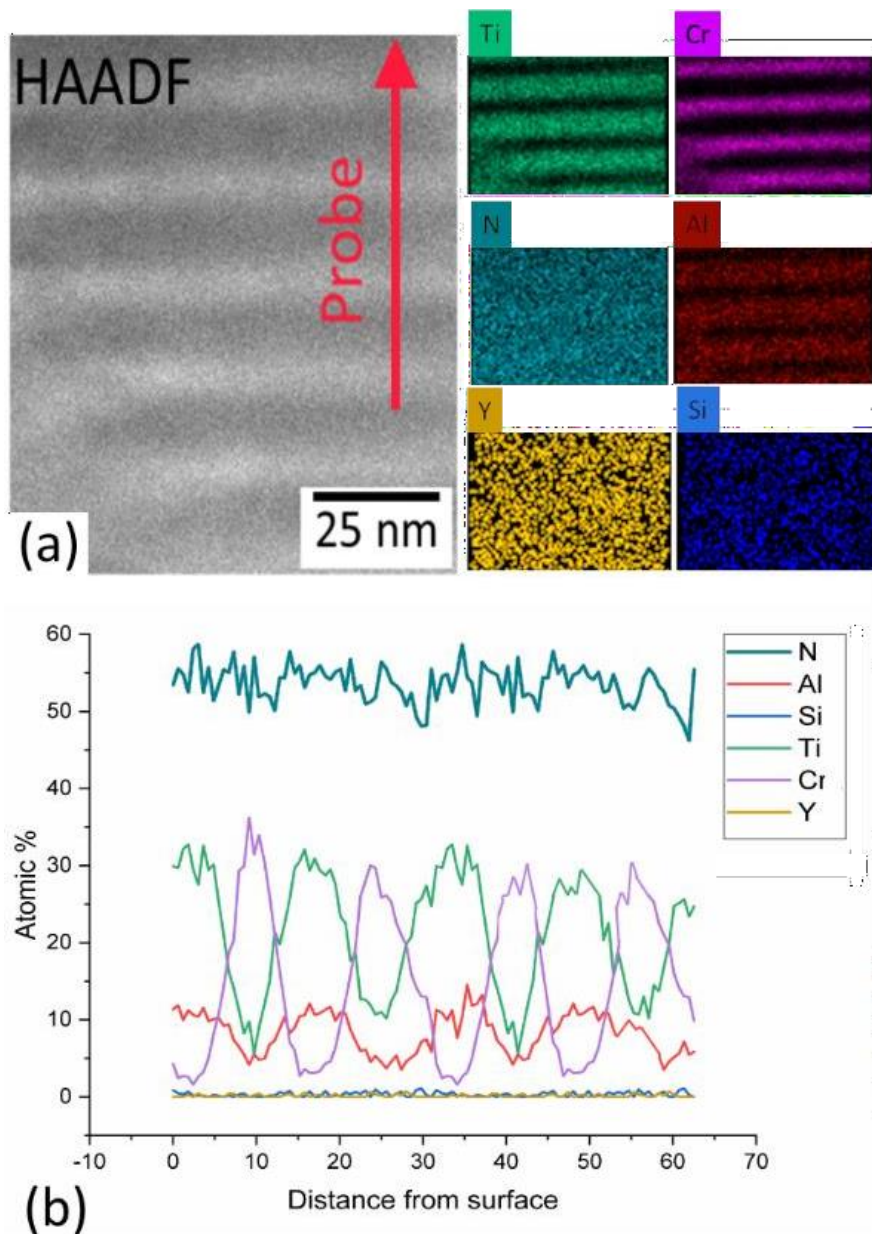 HAADF
Probe
25 nm
(a)
Ti
Cr
N
Al
Y
Si
60
50
40
30
20
10
0
Atomic %
-10
0
10
20
30
40
50
60
70
Distance from surface
N
Al
Si
Ti
Cr
Y
(b)